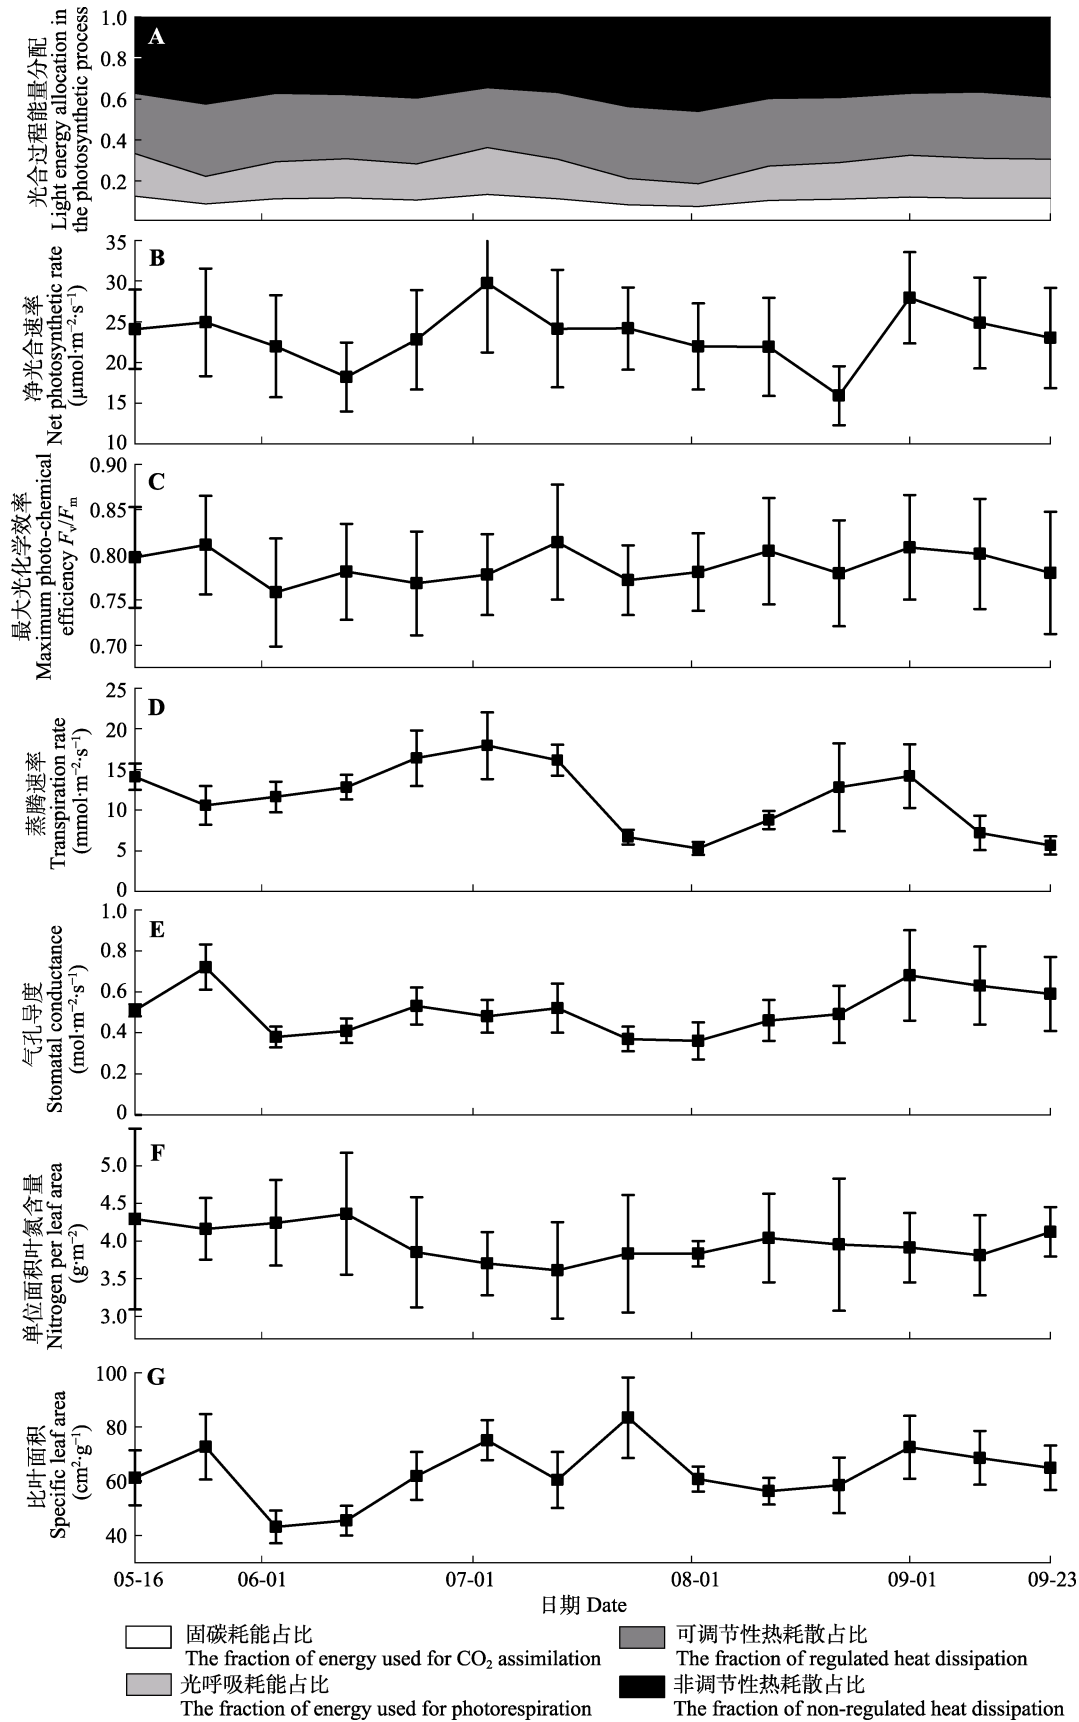 光合过程能量分配
Light energy allocation in
the photosynthetic process
1.0
0.8
0.6
0.4
0.2
A
净光合速率
Net photosynthetic rate
(μmol·m⁻²·s⁻¹)
35
30
25
20
15
10
B
最大光化学效率
Maximum photo-chemical
efficiency Fv/Fm
0.90
0.85
0.80
0.75
0.70
C
蒸腾速率
Transpiration rate
(mmol·m⁻²·s⁻¹)
25
20
15
10
5
0
D
气孔导度
Stomatal conductance
(mol·m⁻²·s⁻¹)
1.0
0.8
0.6
0.4
0.2
0
E
单位面积叶氮含量
Nitrogen per leaf area
(g·m⁻²)
5.0
4.5
4.0
3.5
3.0
F
比叶面积
Specific leaf area
(cm²·g⁻¹)
100
80
60
40
G
05-16 06-01 07-01 08-01 09-01 09-23
日期 Date
固碳耗能占比
The fraction of energy used for CO₂ assimilation
可调节性热耗散占比
The fraction of regulated heat dissipation
光呼吸耗能占比
The fraction of energy used for photorespiration
非调节性热耗散占比
The fraction of non-regulated heat dissipation